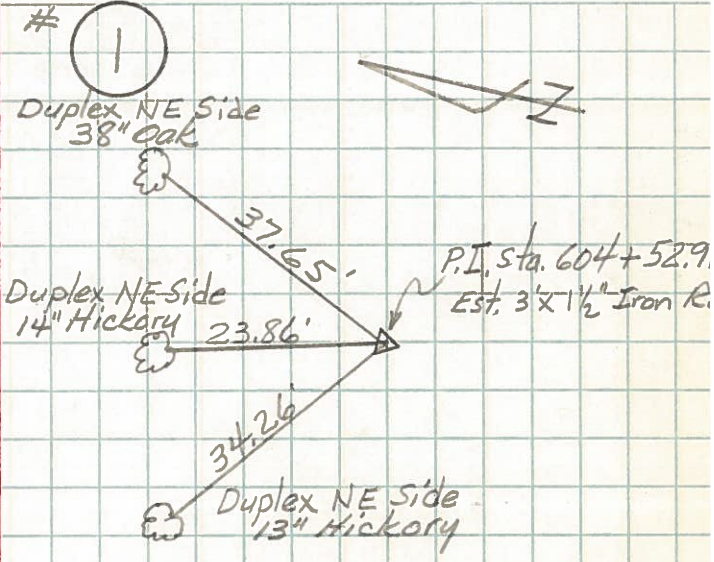 # 1
Duplex NE Side
38" Oak
37.65'
P.I. Sta. 604+52.9
Est. 3'x1½" Iron
Duplex NE Side
14" Hickory
23.86'
34.26'
Duplex NE Side
13" Hickory
N